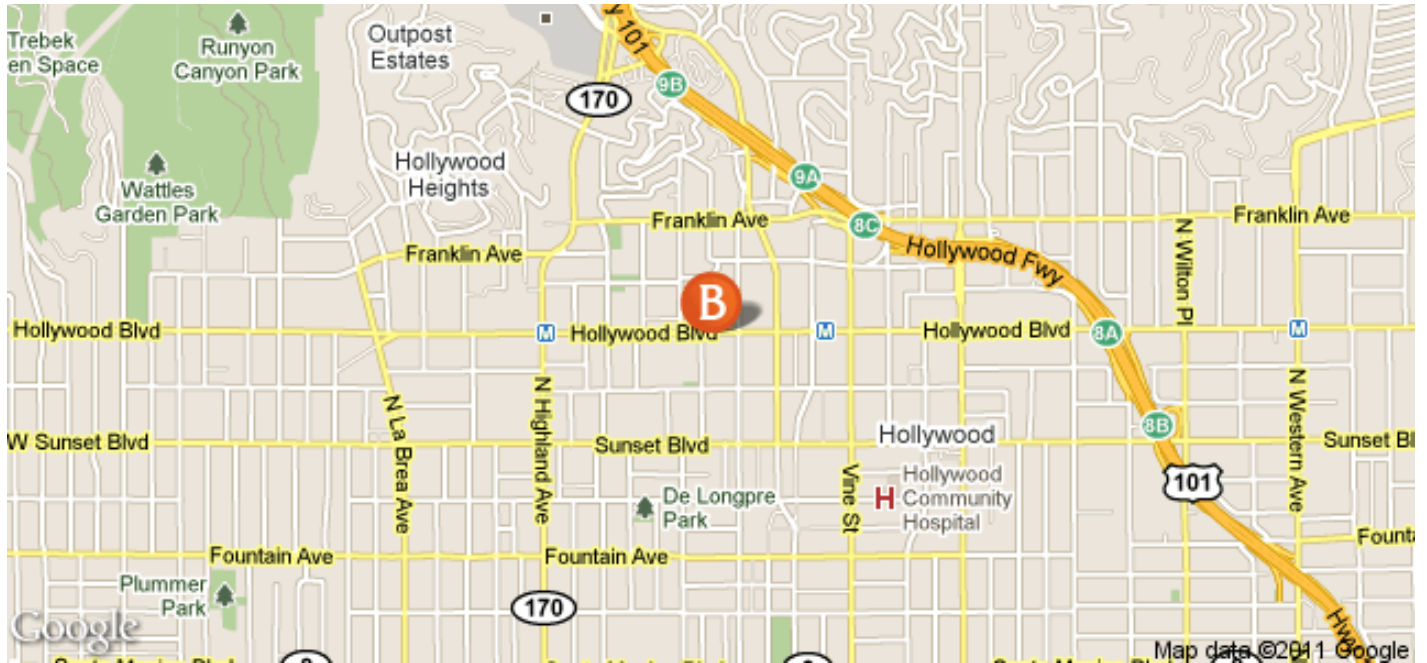 Trebek
en Space
Runyon
Canyon Park
Outpost
Estates
y 101
9B
170
Wattles
Garden Park
Hollywood
Heights
9A
Franklin Ave
8C
Franklin Ave
Franklin Ave
Hollywood Fwy
N Wilton Pl
B
Hollywood Blvd
M
Hollywood Blvd
M
Hollywood Blvd
8A
M
N La Brea Ave
N Highland Ave
N Western Ave
W Sunset Blvd
Sunset Blvd
Hollywood
8B
Sunset Bl
Vine St
H
Hollywood
Community
Hospital
101
De Longpre
Park
Fountain Ave
Fountain Ave
Founta
Plummer
Park
170
Hw
Google
Map data ©2011 Google